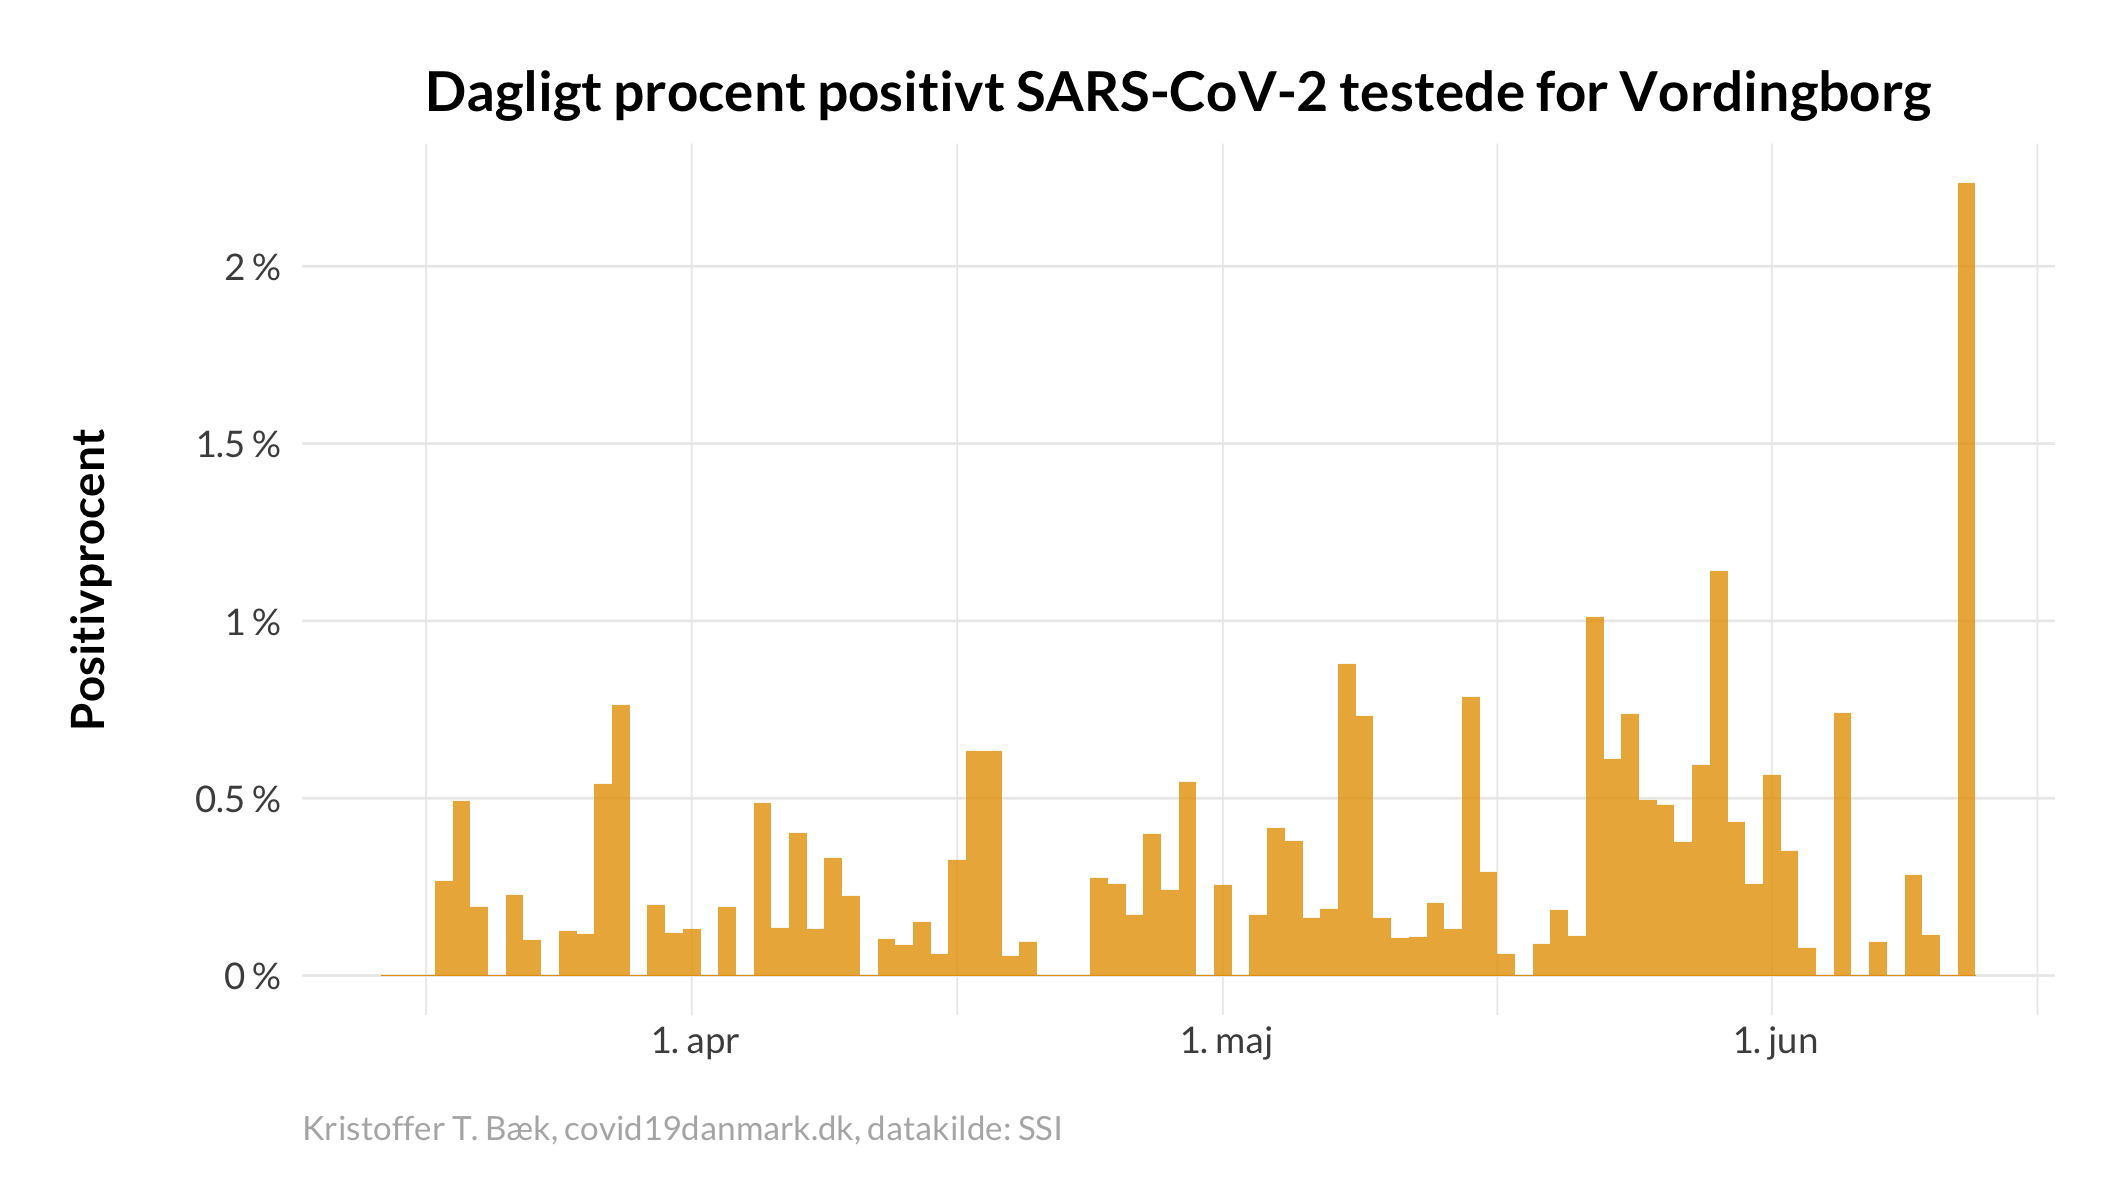 Dagligt procent positivt SARS-CoV-2 testede for Vordingborg
Positivprocent
2 %
1.5 %
1 %
0.5 %
0 %
1. apr
1. maj
1. jun
Kristoffer T. Bæk, covid19danmark.dk, datakilde: SSI